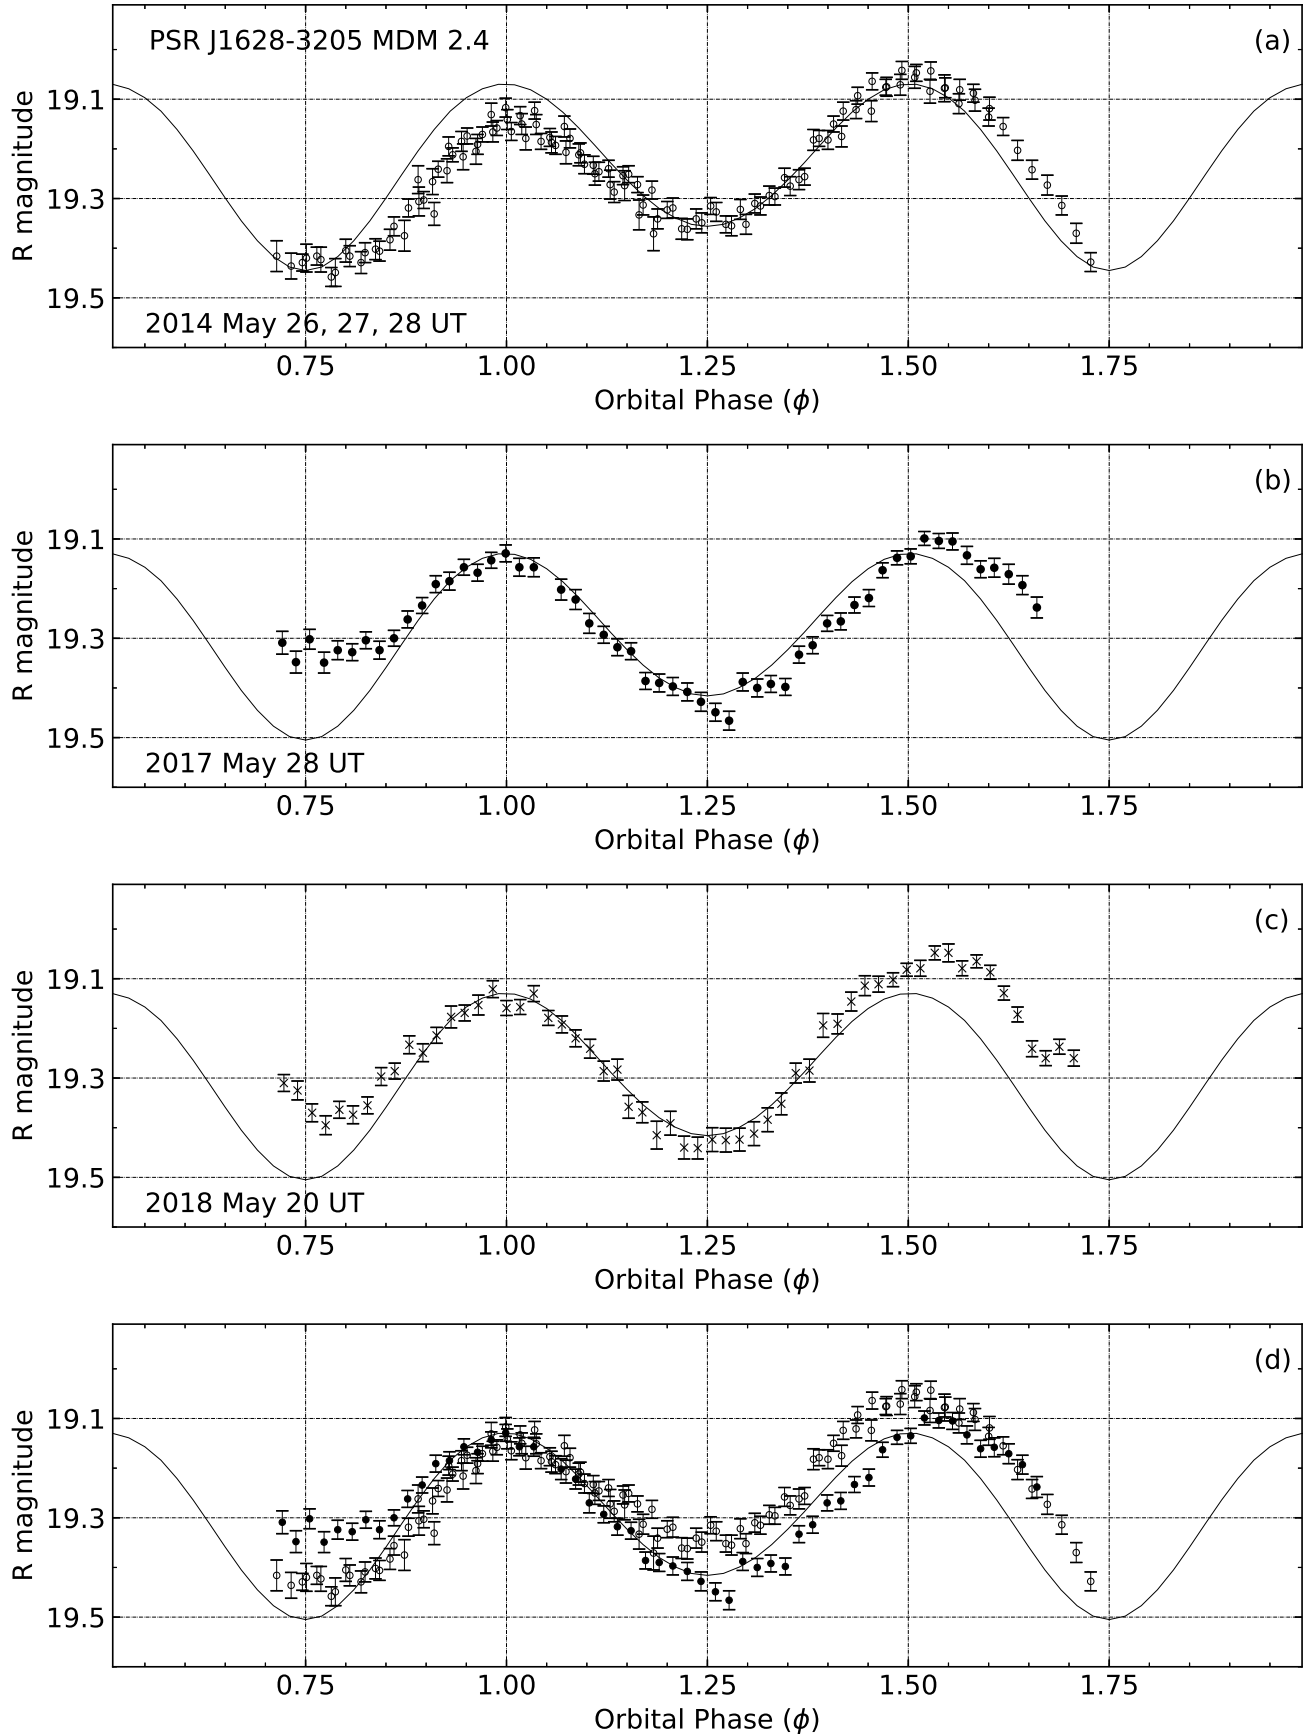 PSR J1628-3205 MDM 2.4
(a)
19.1
19.3
19.5
R magnitude
2014 May 26, 27, 28 UT
0.75 1.00 1.25 1.50 1.75
Orbital Phase (ϕ)
(b)
19.1
19.3
19.5
R magnitude
2017 May 28 UT
0.75 1.00 1.25 1.50 1.75
Orbital Phase (ϕ)
(c)
19.1
19.3
19.5
R magnitude
2018 May 20 UT
0.75 1.00 1.25 1.50 1.75
Orbital Phase (ϕ)
(d)
19.1
19.3
19.5
R magnitude
0.75 1.00 1.25 1.50 1.75
Orbital Phase (ϕ)